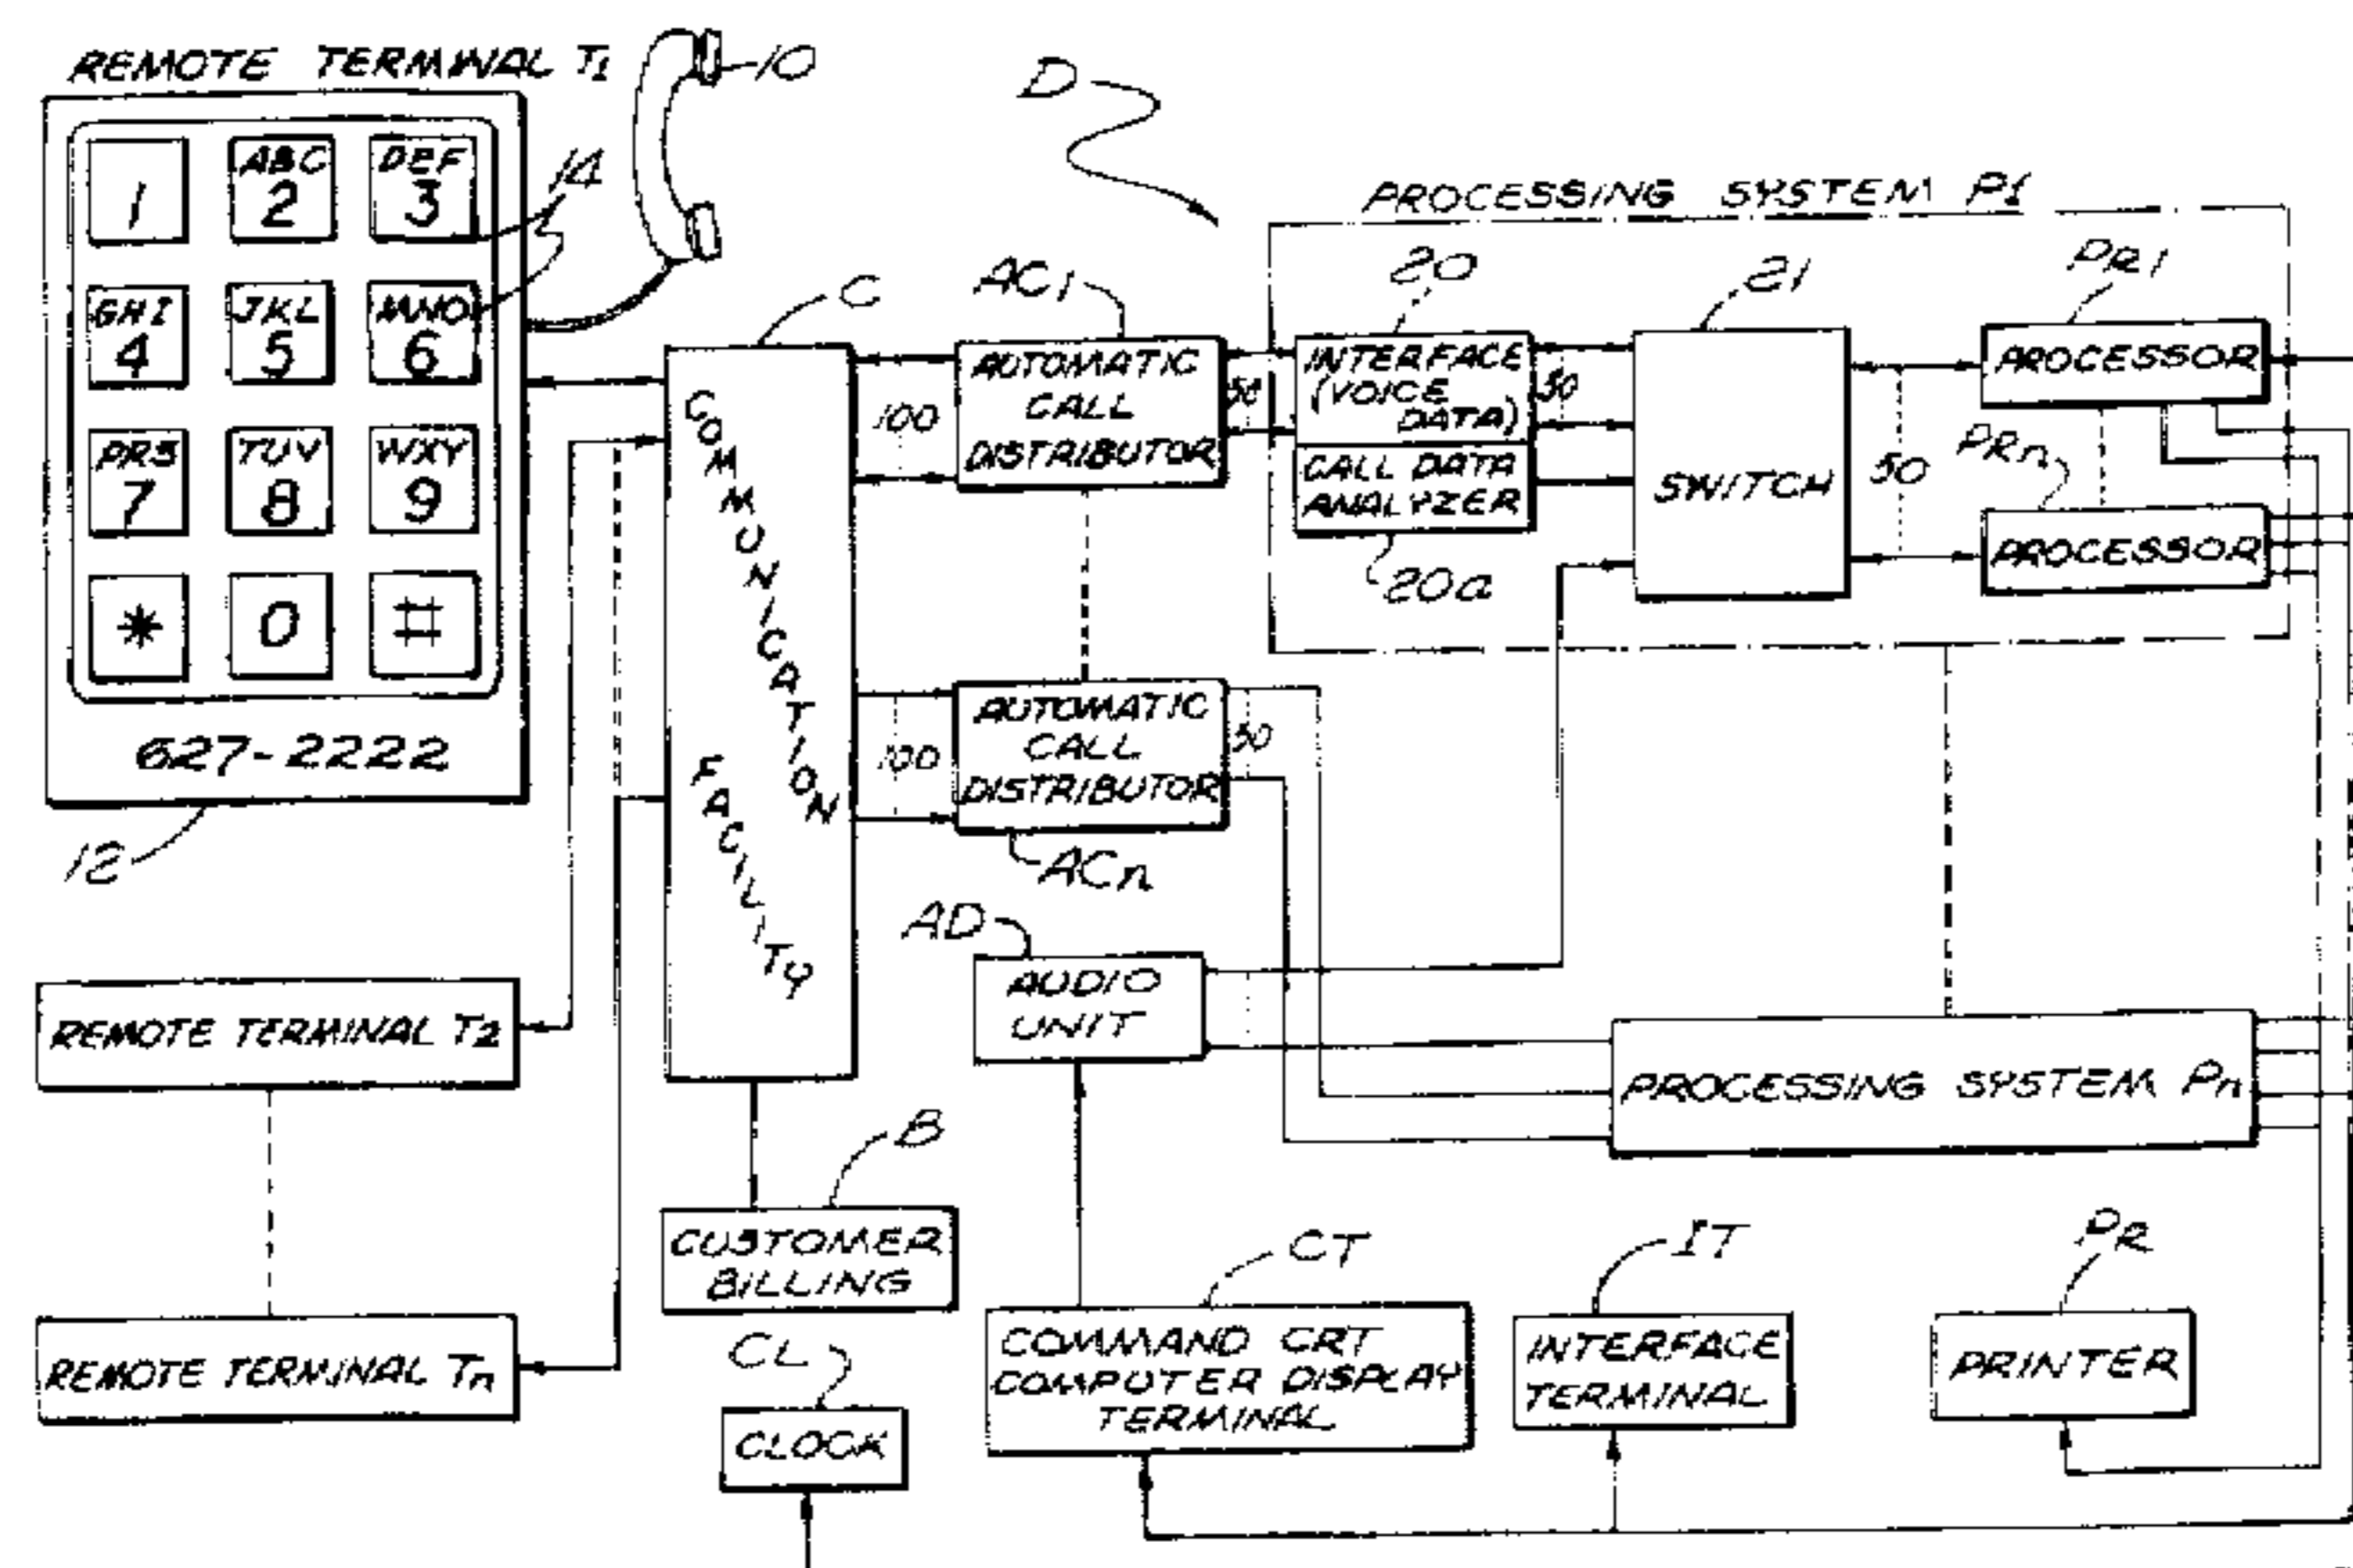 REMOTE TERMINAL T1
10
D
1
ABC
2
DEF
3
14
GHI
4
JKL
5
MNO
6
PRS
7
TUV
8
WXY
9
*
0
#
627-2222
12
PROCESSING SYSTEM P1
C
AC1
20
21
PR1
COMMUNICATION
FACILITY
100
AUTOMATIC
CALL
DISTRIBUTOR
50
INTERFACE
(VOICE
DATA)
50
CALL DATA
ANALYZER
20a
SWITCH
50
PROCESSOR
PRn
PROCESSOR
100
AUTOMATIC
CALL
DISTRIBUTOR
50
ACn
AD
AUDIO
UNIT
REMOTE TERMINAL T2
PROCESSING SYSTEM Pn
B
CUSTOMER
BILLING
CT
IT
PR
REMOTE TERMINAL Tn
CL
CLOCK
COMMAND CRT
COMPUTER DISPLAY
TERMINAL
INTERFACE
TERMINAL
PRINTER